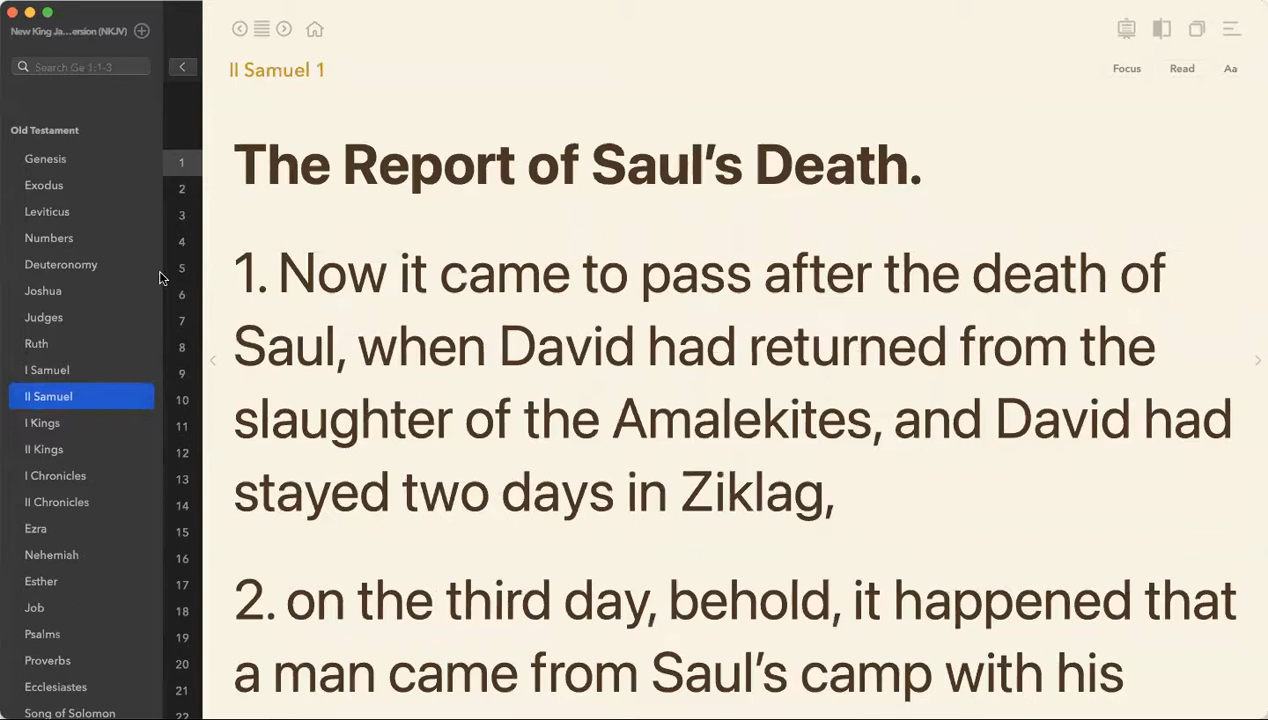 New King Ja...ersion (NKJV)
Search Ge 1:1-3
Old Testament
Genesis
Exodus
Leviticus
Numbers
Deuteronomy
Joshua
Judges
Ruth
I Samuel
II Samuel
I Kings
II Kings
I Chronicles
II Chronicles
Ezra
Nehemiah
Esther
Job
Psalms
Proverbs
Ecclesiastes
Song of Solomon
1
2
3
4
5
6
7
8
9
10
11
12
13
14
15
16
17
18
19
20
21
22
II Samuel 1
Focus
Read
Aa
The Report of Saul’s Death.
1. Now it came to pass after the death of
Saul, when David had returned from the
slaughter of the Amalekites, and David had
stayed two days in Ziklag,
2. on the third day, behold, it happened that
a man came from Saul’s camp with his